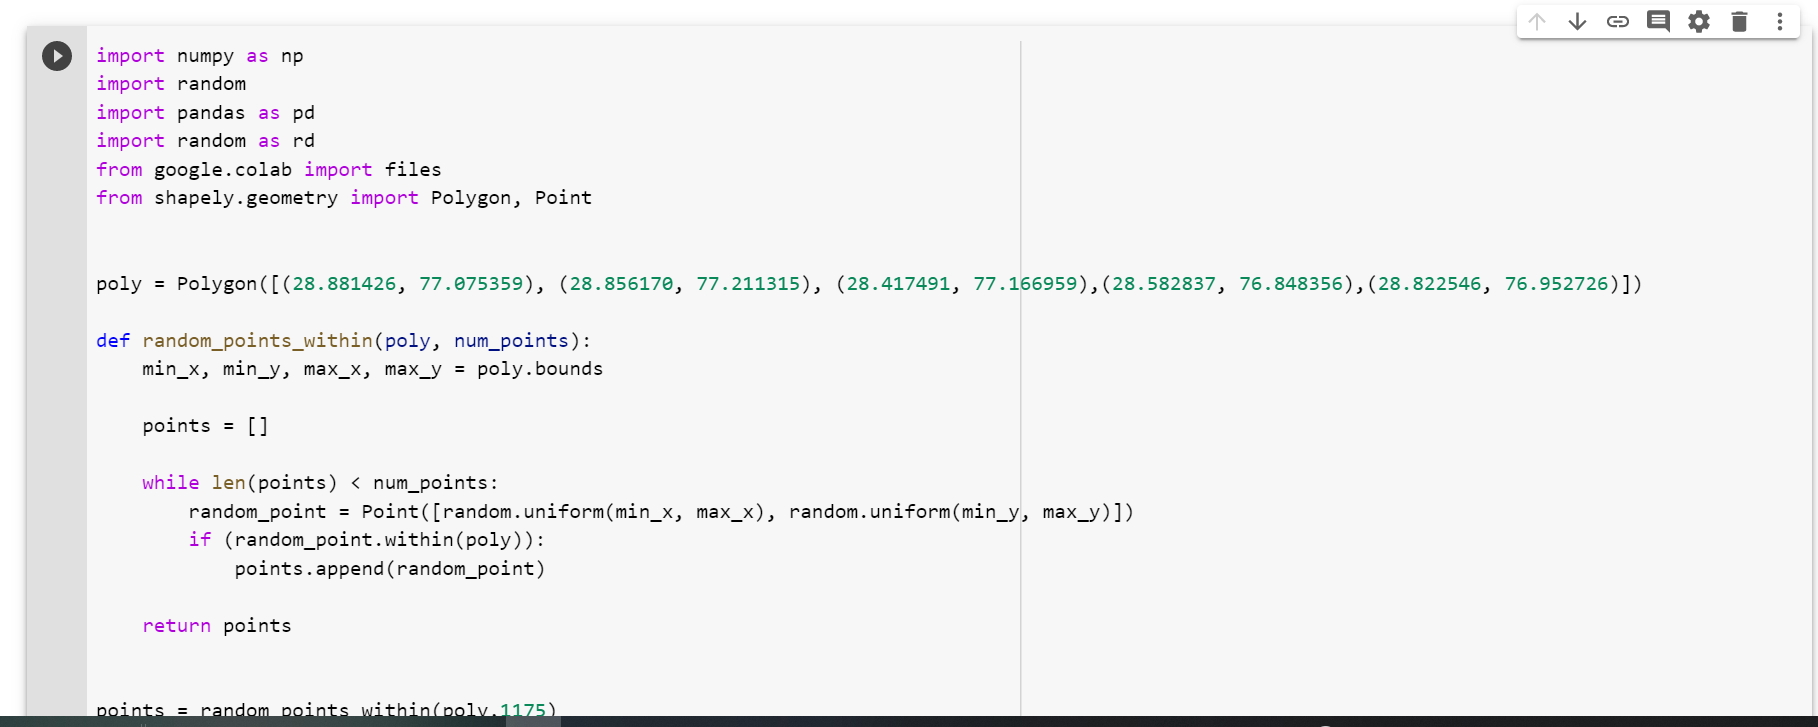 import numpy as np
import random
import pandas as pd
import random as rd
from google.colab import files
from shapely.geometry import Polygon, Point
poly = Polygon([(28.881426, 77.075359), (28.856170, 77.211315), (28.417491, 77.166959),(28.582837, 76.848356),(28.822546, 76.952726)])
def random_points_within(poly, num_points):
    min_x, min_y, max_x, max_y = poly.bounds
    points = []
    while len(points) < num_points:
        random_point = Point([random.uniform(min_x, max_x), random.uniform(min_y, max_y)])
        if (random_point.within(poly)):
            points.append(random_point)
    return points
points = random_points_within(poly,1175)